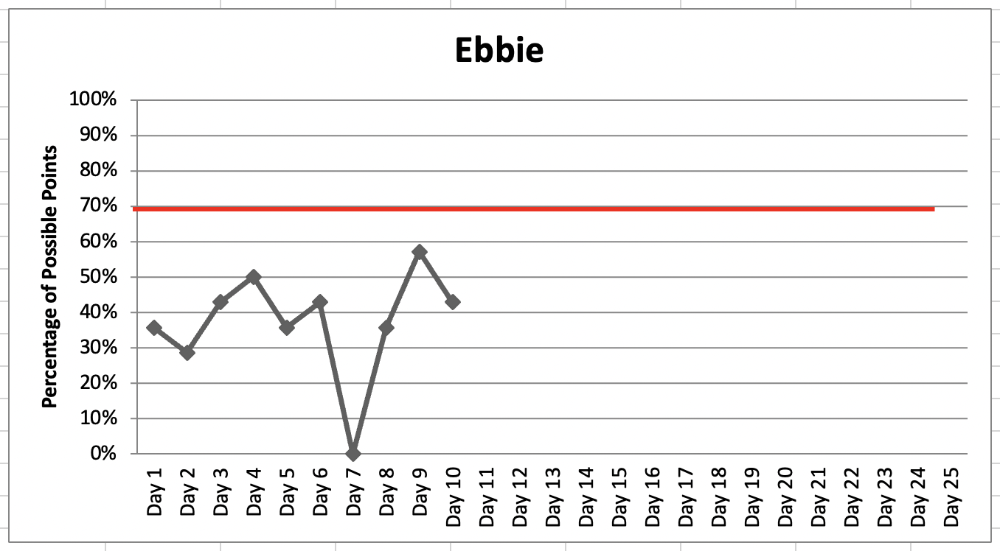 Ebbie
Percentage of Possible Points
100%
90%
80%
70%
60%
50%
40%
30%
20%
10%
0%
Day 1
Day 2
Day 3
Day 4
Day 5
Day 6
Day 7
Day 8
Day 9
Day 10
Day 11
Day 12
Day 13
Day 14
Day 15
Day 16
Day 17
Day 18
Day 19
Day 20
Day 21
Day 22
Day 23
Day 24
Day 25